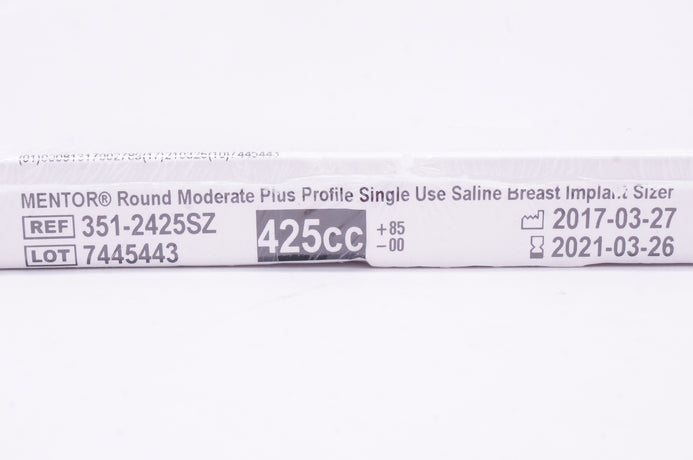 MENTOR® Round Moderate Plus Profile Single Use Saline Breast Implant Sizer
REF 351-2425SZ 425cc +85 2017-03-27
LOT 7445443 -00 2021-03-26